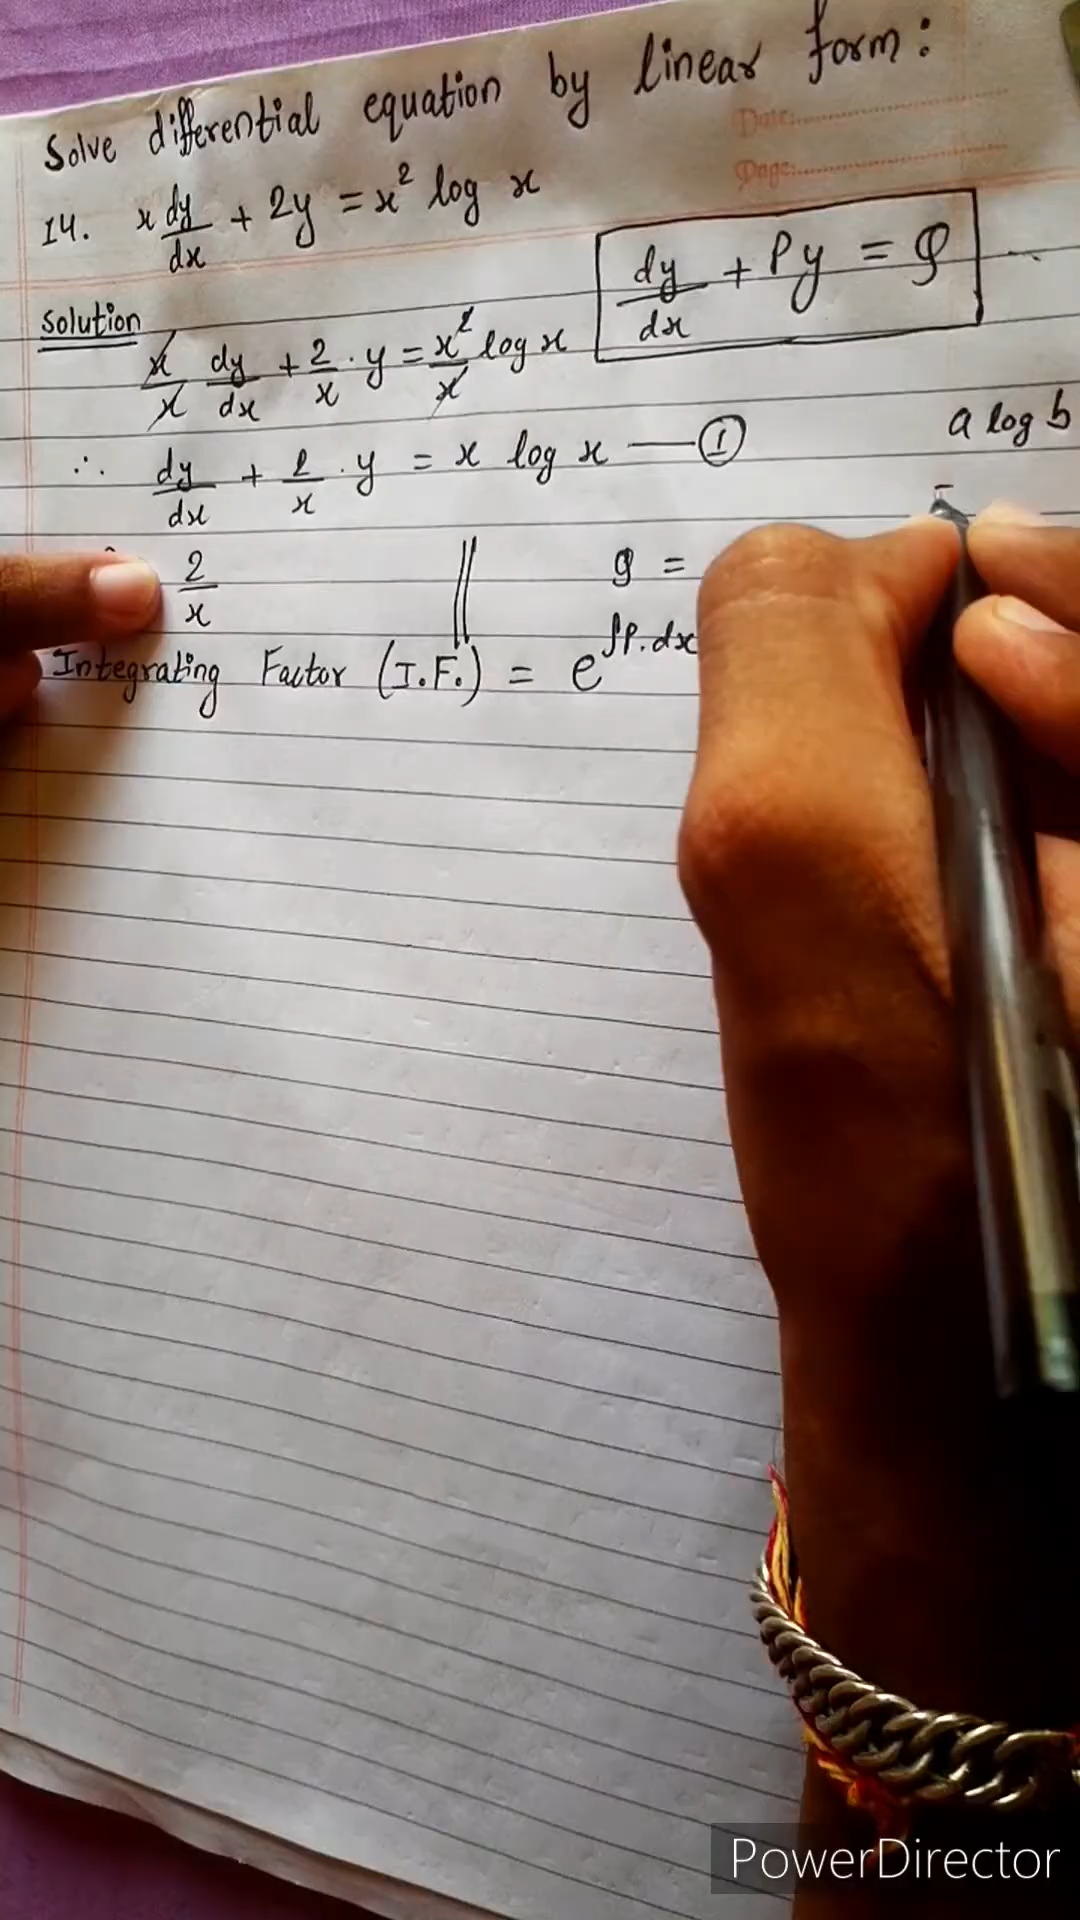 Solve differential equation by linear form:
Date:
Page:
14. x dy/dx + 2y = x² log x
dy/dx + Py = Q
Solution
x/x dy/dx + 2/x . y = x²/x log x
∴ dy/dx + 2/x . y = x log x — ①
a log b
2/x || Q =
Integrating Factor (I.F.) = e^∫P.dx
PowerDirector